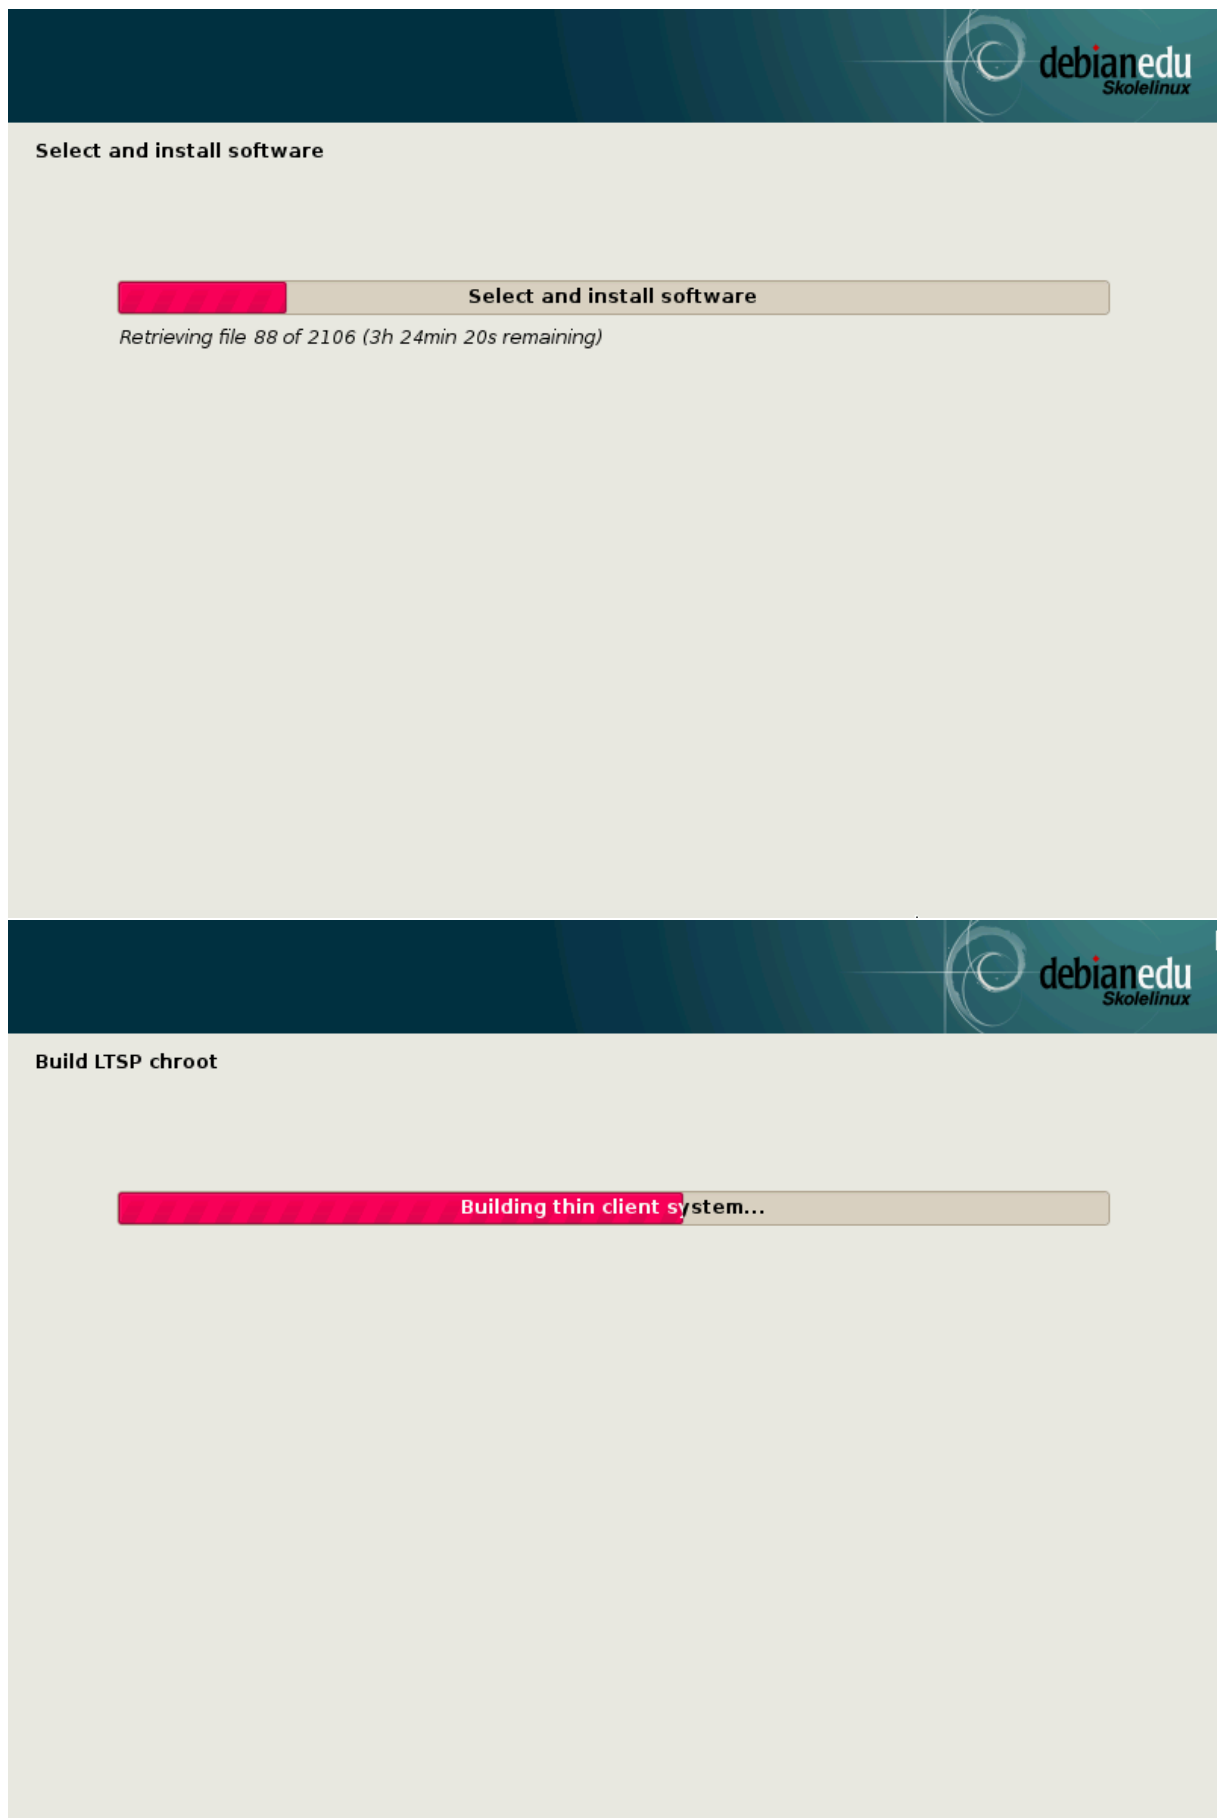 debianedu
Skolelinux
Select and install software
Select and install software
Retrieving file 88 of 2106 (3h 24min 20s remaining)
debianedu
Skolelinux
Build LTSP chroot
Building thin client system...